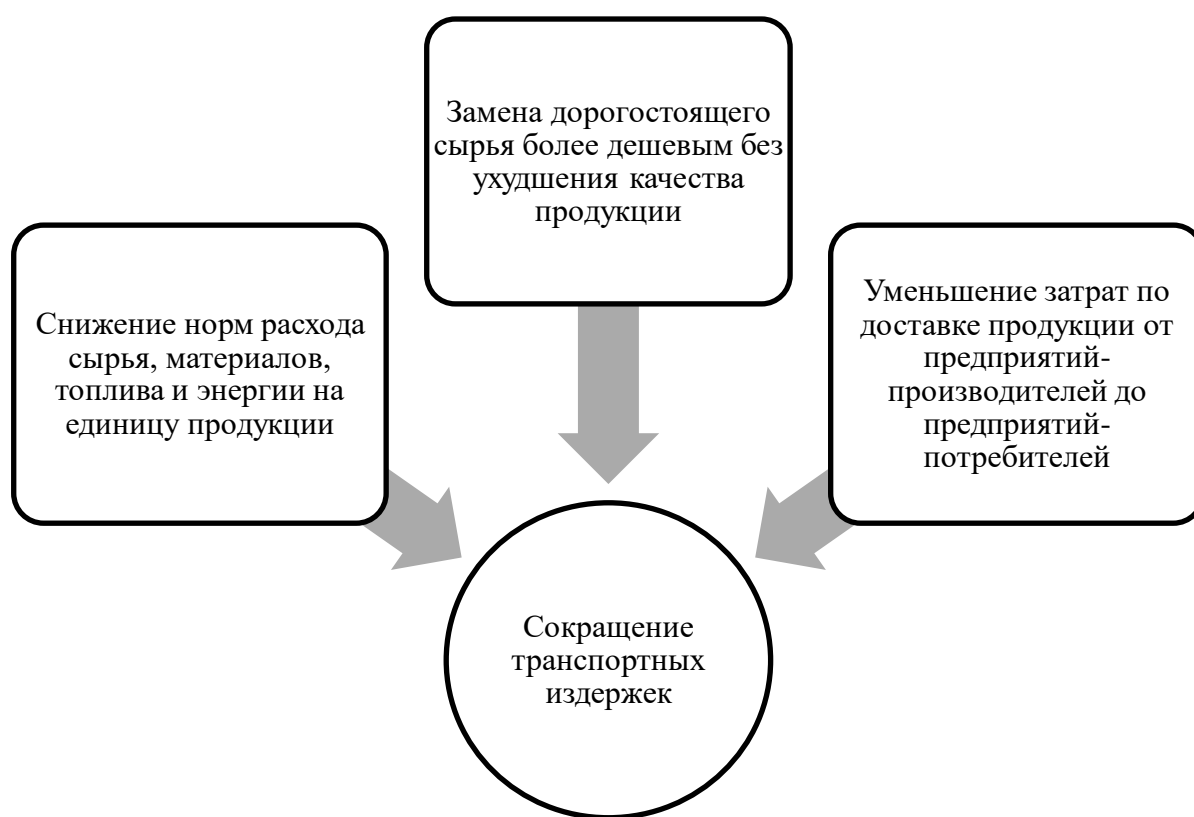 Замена дорогостоящего
сырья более дешевым без
ухудшения качества
продукции
Снижение норм расхода
сырья, материалов,
топлива и энергии на
единицу продукции
Уменьшение затрат по
доставке продукции от
предприятий-
производителей до
предприятий-
потребителей
Сокращение
транспортных
издержек